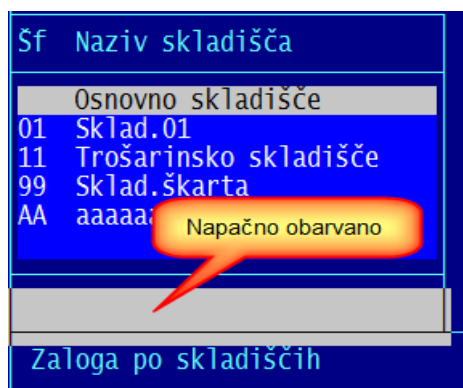 Šf Naziv skladišča
Osnovno skladišče
01 Sklad.01
11 Trošarinsko skladišče
99 Sklad.škarta
AA aaaaa
Napačno obarvano
Zaloga po skladiščih